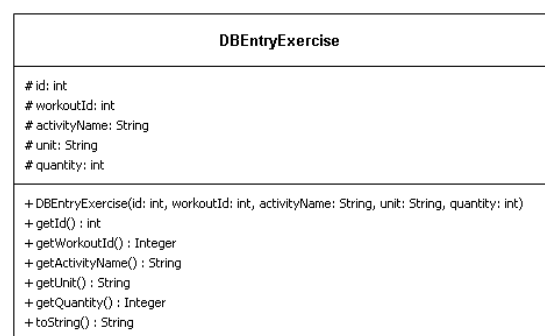 DBEntryExercise
# id: int
# workoutId: int
# activityName: String
# unit: String
# quantity: int
+ DBEntryExercise(id: int, workoutId: int, activityName: String, unit: String, quantity: int)
+ getId() : int
+ getWorkoutId() : Integer
+ getActivityName() : String
+ getUnit() : String
+ getQuantity() : Integer
+ toString() : String